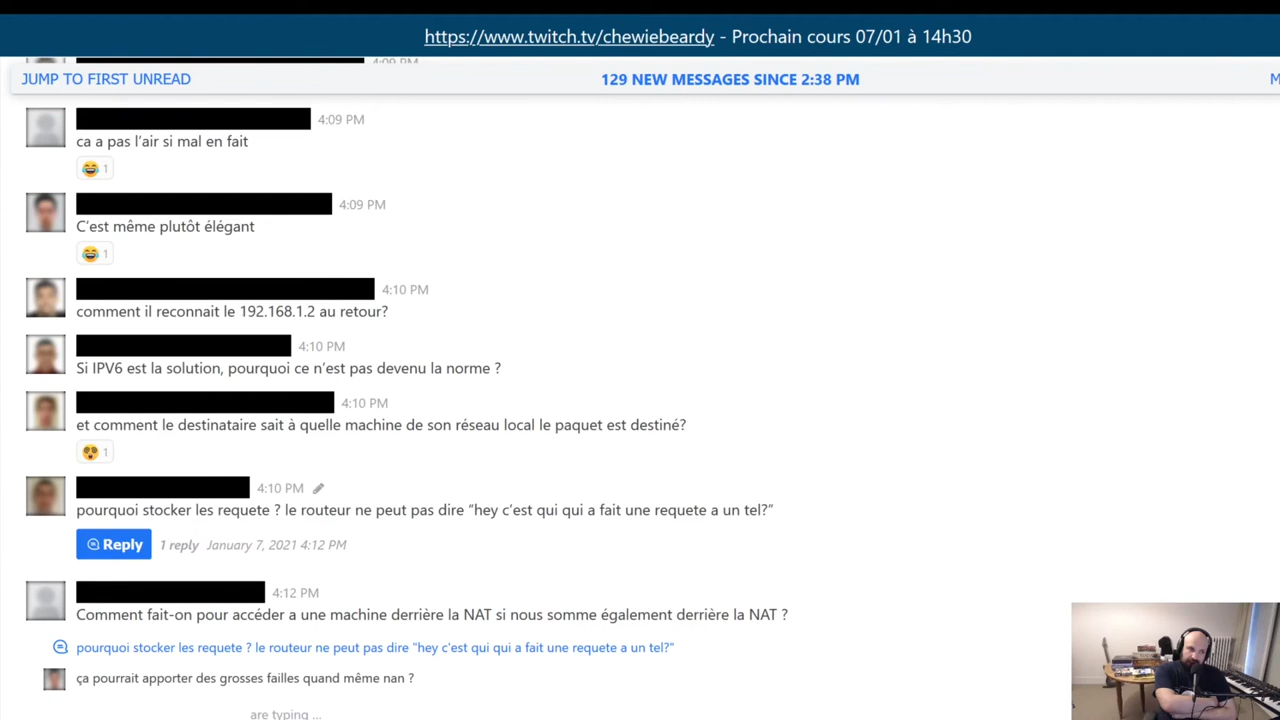 https://www.twitch.tv/chewiebeardy - Prochain cours 07/01 à 14h30
4:09 PM
JUMP TO FIRST UNREAD
129 NEW MESSAGES SINCE 2:38 PM
M
4:09 PM
ca a pas l'air si mal en fait
1
4:09 PM
C'est même plutôt élégant
1
4:10 PM
comment il reconnait le 192.168.1.2 au retour?
4:10 PM
Si IPV6 est la solution, pourquoi ce n'est pas devenu la norme ?
4:10 PM
et comment le destinataire sait à quelle machine de son réseau local le paquet est destiné?
1
4:10 PM
pourquoi stocker les requete ? le routeur ne peut pas dire “hey c'est qui qui a fait une requete a un tel?”
Reply 1 reply January 7, 2021 4:12 PM
4:12 PM
Comment fait-on pour accéder a une machine derrière la NAT si nous somme également derrière la NAT ?
pourquoi stocker les requete ? le routeur ne peut pas dire "hey c'est qui qui a fait une requete a un tel?"
ça pourrait apporter des grosses failles quand même nan ?
are typing ...